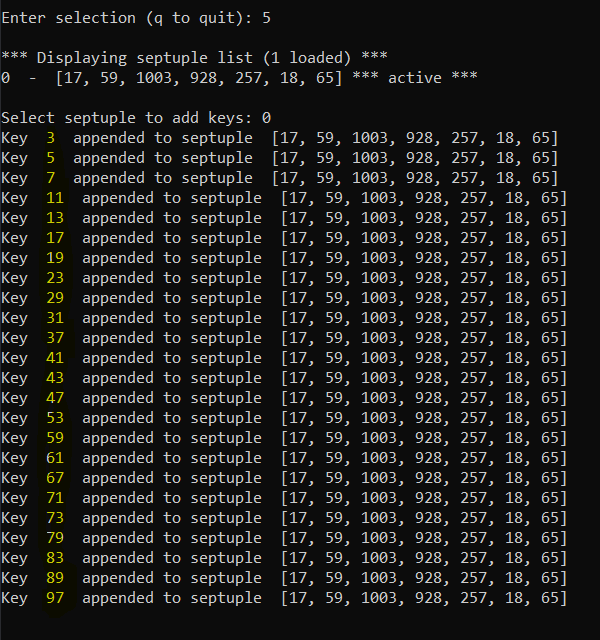 Enter selection (q to quit): 5
*** Displaying septuple list (1 loaded) ***
0  -  [17, 59, 1003, 928, 257, 18, 65] *** active ***
Select septuple to add keys: 0
Key  3  appended to septuple  [17, 59, 1003, 928, 257, 18, 65]
Key  5  appended to septuple  [17, 59, 1003, 928, 257, 18, 65]
Key  7  appended to septuple  [17, 59, 1003, 928, 257, 18, 65]
Key  11  appended to septuple  [17, 59, 1003, 928, 257, 18, 65]
Key  13  appended to septuple  [17, 59, 1003, 928, 257, 18, 65]
Key  17  appended to septuple  [17, 59, 1003, 928, 257, 18, 65]
Key  19  appended to septuple  [17, 59, 1003, 928, 257, 18, 65]
Key  23  appended to septuple  [17, 59, 1003, 928, 257, 18, 65]
Key  29  appended to septuple  [17, 59, 1003, 928, 257, 18, 65]
Key  31  appended to septuple  [17, 59, 1003, 928, 257, 18, 65]
Key  37  appended to septuple  [17, 59, 1003, 928, 257, 18, 65]
Key  41  appended to septuple  [17, 59, 1003, 928, 257, 18, 65]
Key  43  appended to septuple  [17, 59, 1003, 928, 257, 18, 65]
Key  47  appended to septuple  [17, 59, 1003, 928, 257, 18, 65]
Key  53  appended to septuple  [17, 59, 1003, 928, 257, 18, 65]
Key  59  appended to septuple  [17, 59, 1003, 928, 257, 18, 65]
Key  61  appended to septuple  [17, 59, 1003, 928, 257, 18, 65]
Key  67  appended to septuple  [17, 59, 1003, 928, 257, 18, 65]
Key  71  appended to septuple  [17, 59, 1003, 928, 257, 18, 65]
Key  73  appended to septuple  [17, 59, 1003, 928, 257, 18, 65]
Key  79  appended to septuple  [17, 59, 1003, 928, 257, 18, 65]
Key  83  appended to septuple  [17, 59, 1003, 928, 257, 18, 65]
Key  89  appended to septuple  [17, 59, 1003, 928, 257, 18, 65]
Key  97  appended to septuple  [17, 59, 1003, 928, 257, 18, 65]